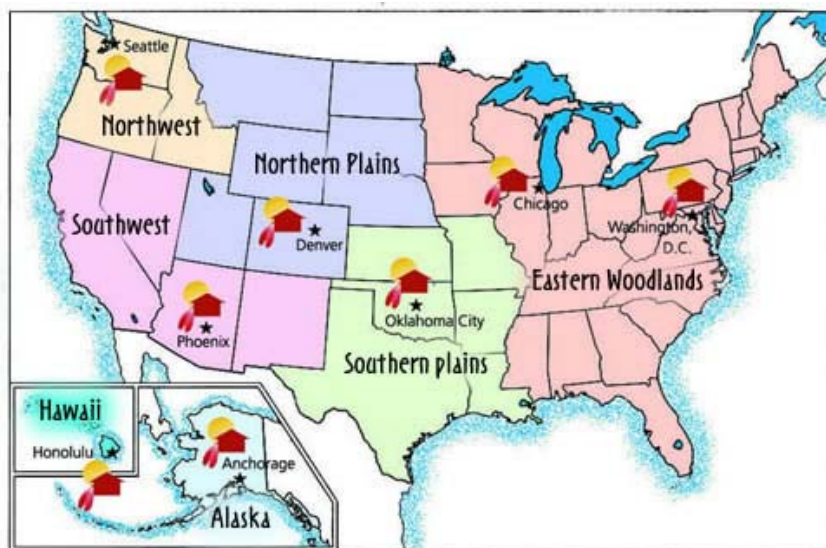 Seattle
Northwest
Northern Plains
Southwest
Chicago
Denver
Washington,
D.C.
Eastern Woodlands
Phoenix
Oklahoma City
Southern plains
Hawaii
Honolulu
Anchorage
Alaska